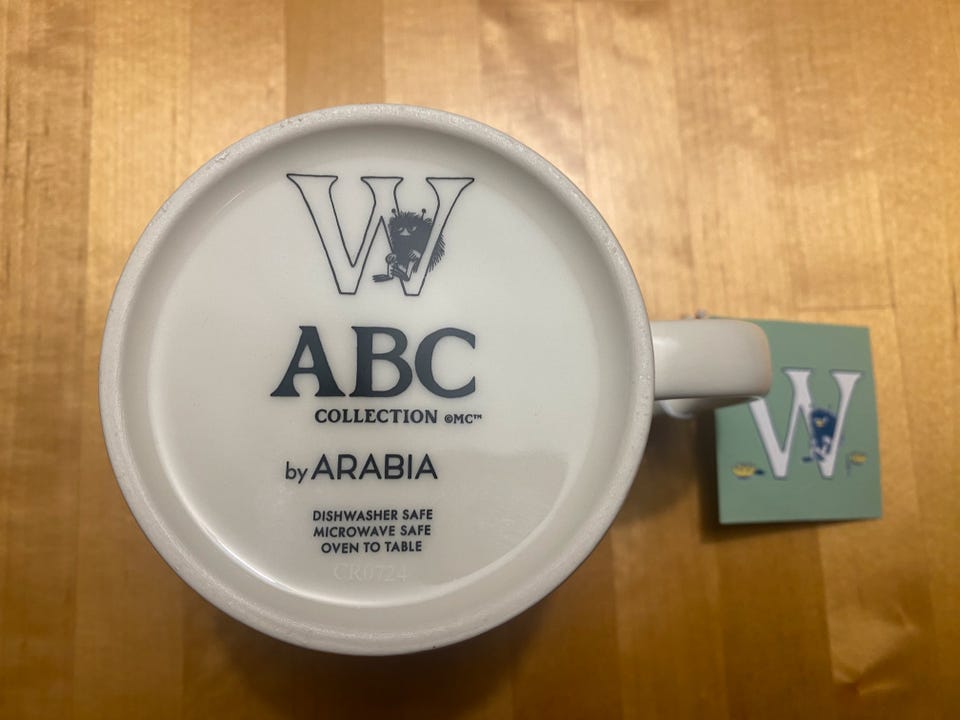 W
ABC
COLLECTION ©MC™
by ARABIA
DISHWASHER SAFE
MICROWAVE SAFE
OVEN TO TABLE
CR0724
W